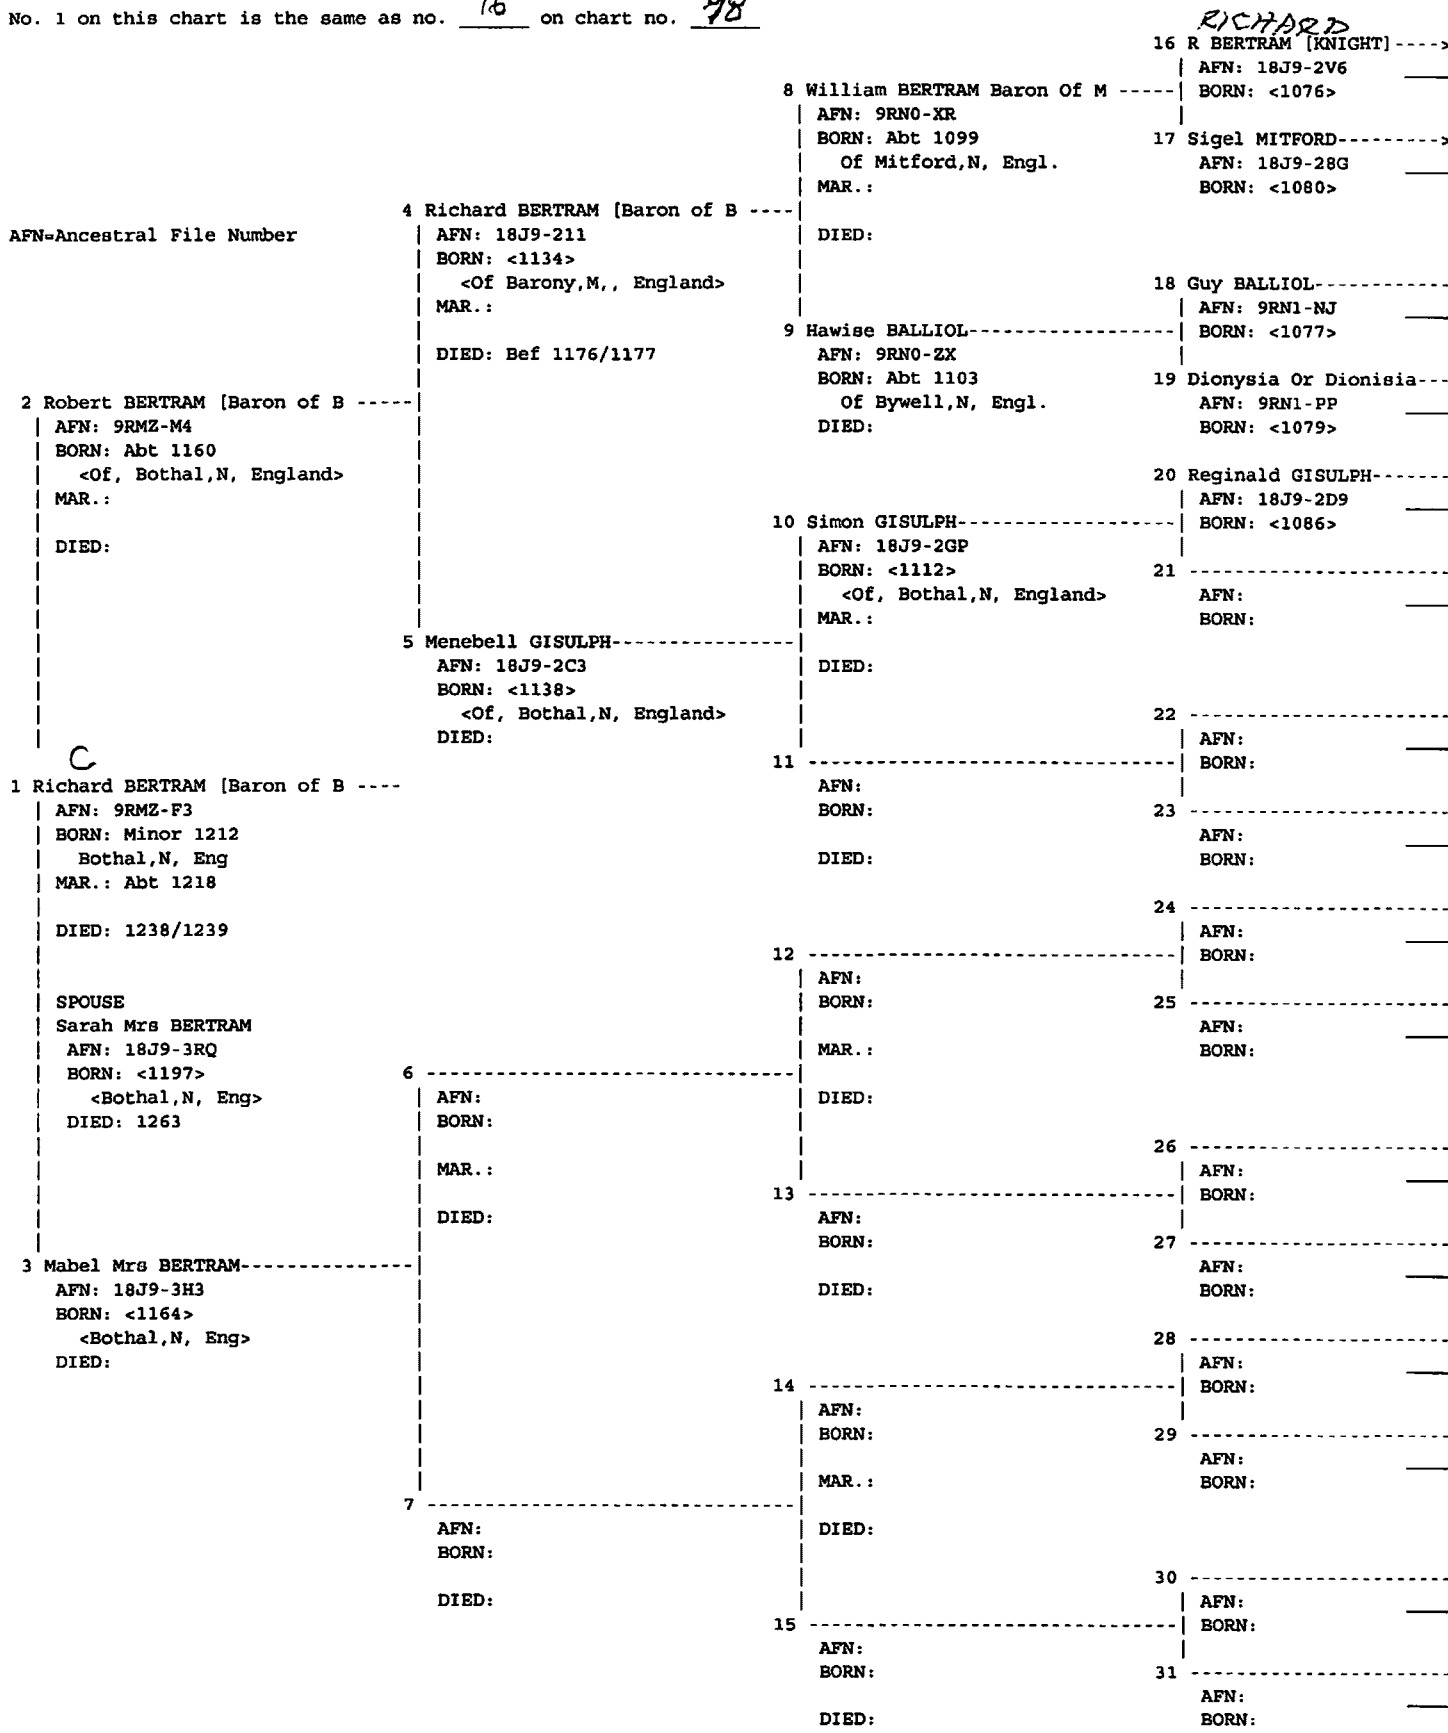 No. 1 on this chart is the same as no. 16 on chart no. 78
RICHARD
16 R BERTRAM [KNIGHT]---->
AFN: 18J9-2V6
BORN: <1076>
8 William BERTRAM Baron Of M -----
AFN: 9RN0-XR
BORN: Abt 1099
Of Mitford,N, Engl.
MAR.:
DIED:
17 Sigel MITFORD--------->
AFN: 18J9-28G
BORN: <1080>
4 Richard BERTRAM [Baron of B ----
AFN: 18J9-211
BORN: <1134>
<Of Barony,M,, England>
MAR.:
DIED: Bef 1176/1177
AFN=Ancestral File Number
18 Guy BALLIOL-----------
AFN: 9RN1-NJ
BORN: <1077>
9 Hawise BALLIOL-----------------
AFN: 9RN0-ZX
BORN: Abt 1103
Of Bywell,N, Engl.
DIED:
19 Dionysia Or Dionisia---
AFN: 9RN1-PP
BORN: <1079>
2 Robert BERTRAM [Baron of B -----
AFN: 9RMZ-M4
BORN: Abt 1160
<Of, Bothal,N, England>
MAR.:
DIED:
20 Reginald GISULPH-------
AFN: 18J9-2D9
BORN: <1086>
10 Simon GISULPH------------------
AFN: 18J9-2GP
BORN: <1112>
<Of, Bothal,N, England>
MAR.:
DIED:
21 -----------------------
AFN:
BORN:
5 Menebell GISULPH---------------
AFN: 18J9-2C3
BORN: <1138>
<Of, Bothal,N, England>
DIED:
22 -----------------------
AFN:
BORN:
11 -------------------------------
AFN:
BORN:
DIED:
23 -----------------------
AFN:
BORN:
C
1 Richard BERTRAM [Baron of B ----
AFN: 9RMZ-F3
BORN: Minor 1212
Bothal,N, Eng
MAR.: Abt 1218
DIED: 1238/1239
SPOUSE
Sarah Mrs BERTRAM
AFN: 18J9-3RQ
BORN: <1197>
<Bothal,N, Eng>
DIED: 1263
24 -----------------------
AFN:
BORN:
12 -------------------------------
AFN:
BORN:
MAR.:
DIED:
25 -----------------------
AFN:
BORN:
6 -------------------------------
AFN:
BORN:
MAR.:
DIED:
26 -----------------------
AFN:
BORN:
13 -------------------------------
AFN:
BORN:
DIED:
27 -----------------------
AFN:
BORN:
3 Mabel Mrs BERTRAM---------------
AFN: 18J9-3H3
BORN: <1164>
<Bothal,N, Eng>
DIED:
28 -----------------------
AFN:
BORN:
14 -------------------------------
AFN:
BORN:
MAR.:
DIED:
29 -----------------------
AFN:
BORN:
7 -------------------------------
AFN:
BORN:
DIED:
30 -----------------------
AFN:
BORN:
15 -------------------------------
AFN:
BORN:
DIED:
31 -----------------------
AFN:
BORN: